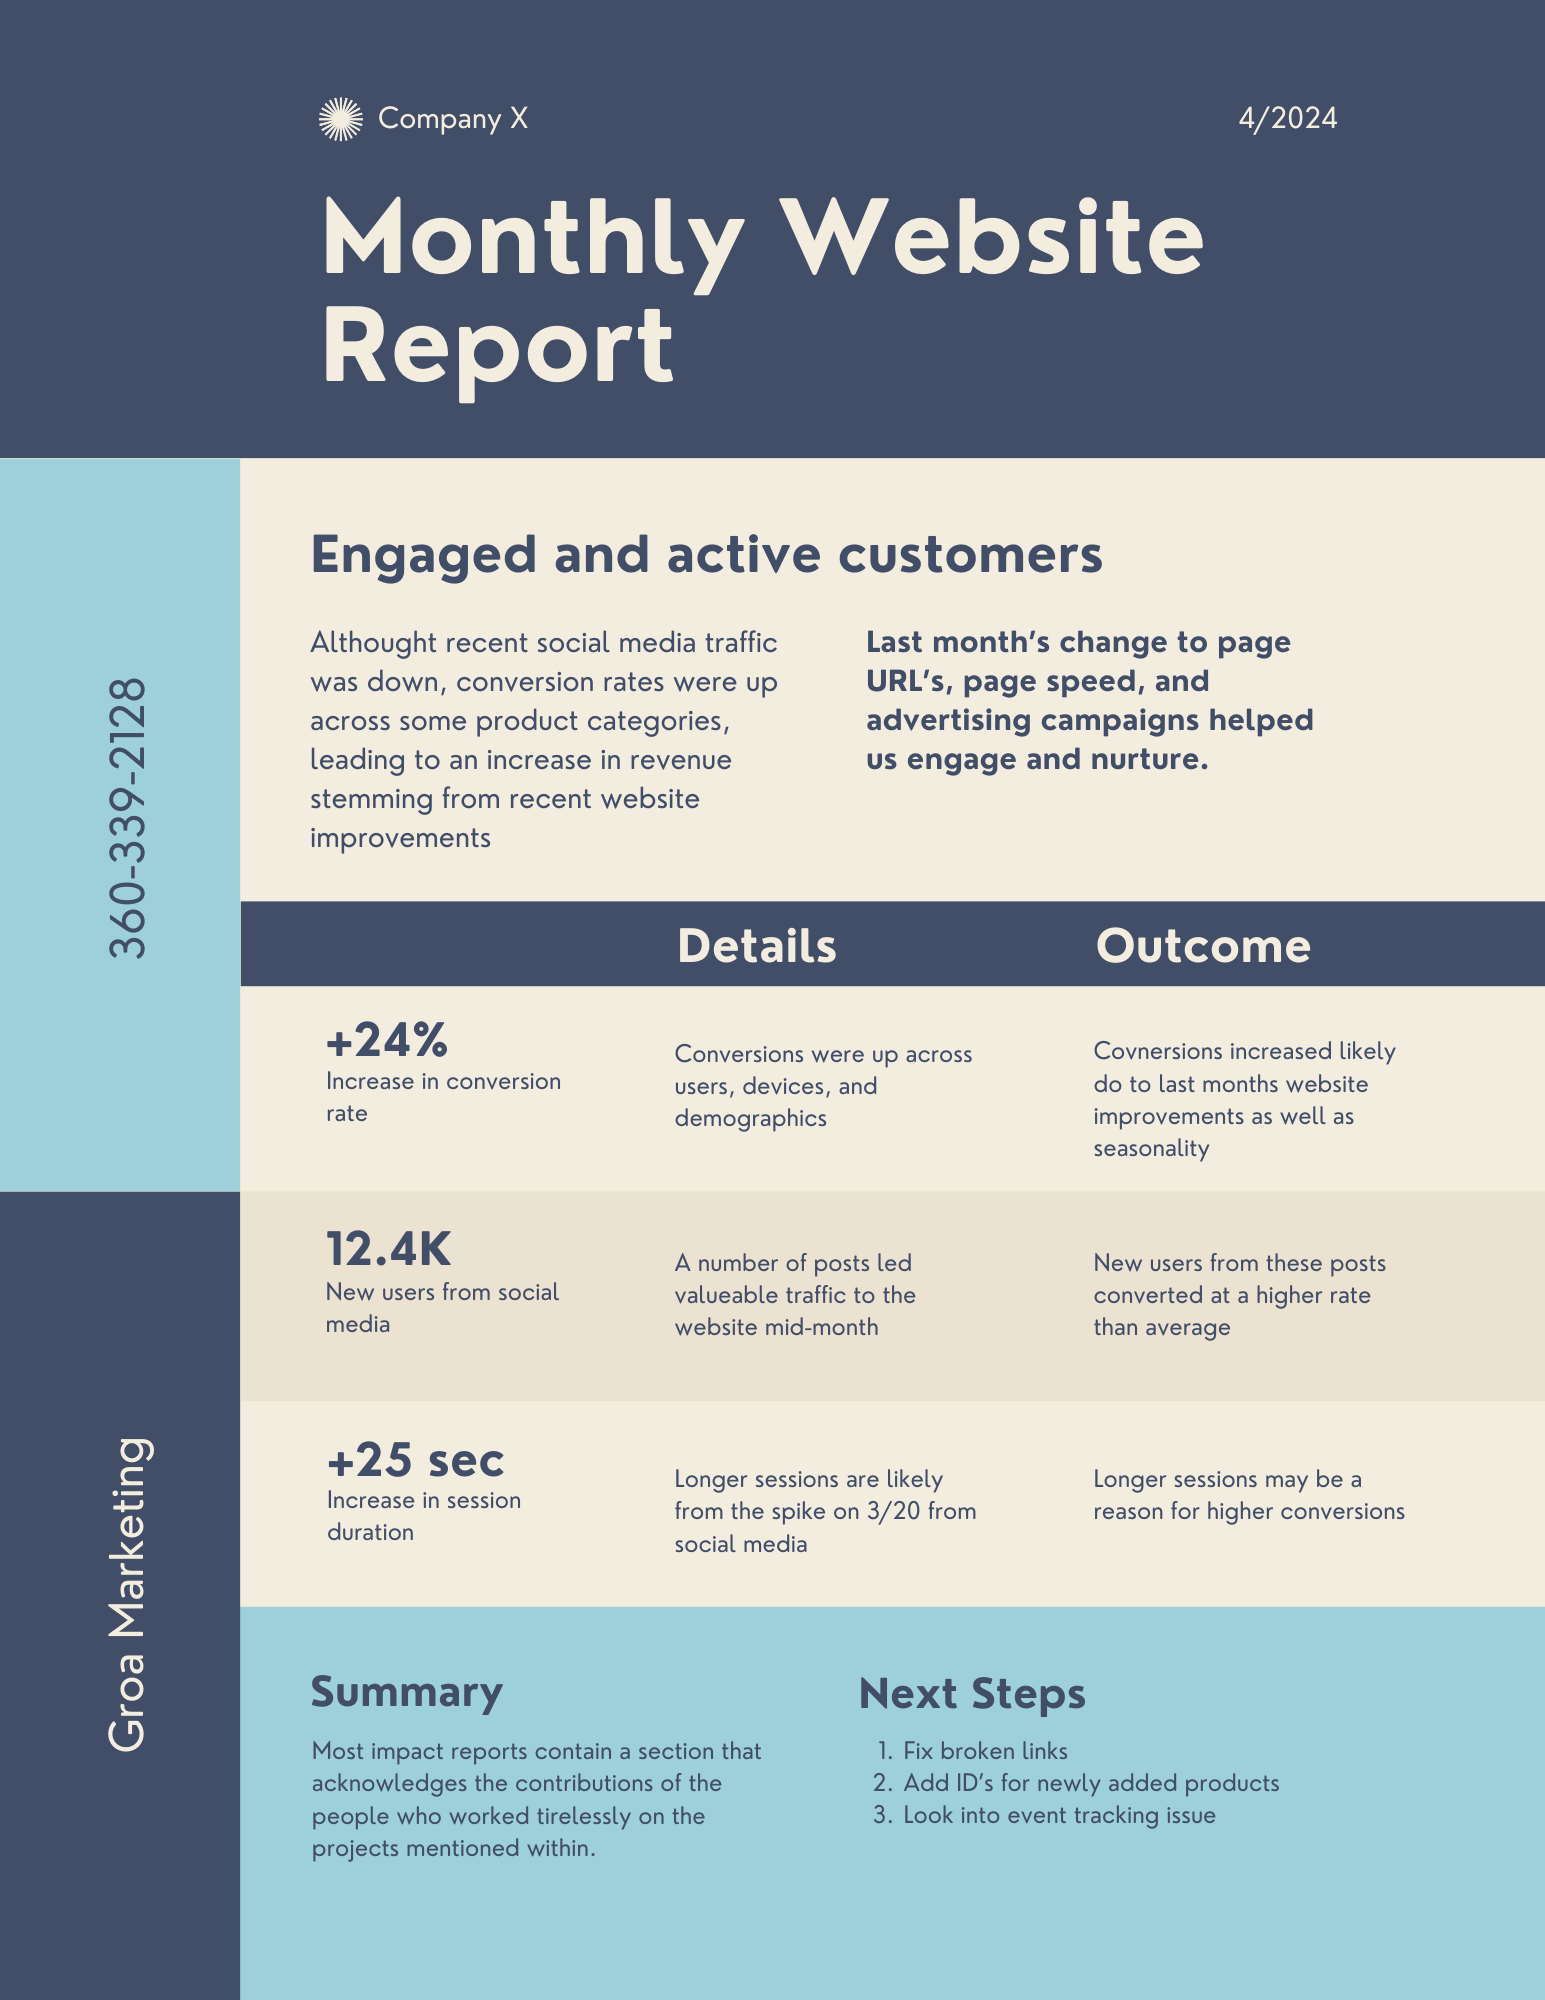 Company X
4/2024
Monthly Website
Report
360-339-2128
Engaged and active customers
Althought recent social media traffic
was down, conversion rates were up
across some product categories,
leading to an increase in revenue
stemming from recent website
improvements
Last month's change to page
URL's, page speed, and
advertising campaigns helped
us engage and nurture.
Details
Outcome
+24%
Increase in conversion
rate
Conversions were up across
users, devices, and
demographics
Covnersions increased likely
do to last months website
improvements as well as
seasonality
12.4K
New users from social
media
A number of posts led
valueable traffic to the
website mid-month
New users from these posts
converted at a higher rate
than average
+25 sec
Increase in session
duration
Longer sessions are likely
from the spike on 3/20 from
social media
Longer sessions may be a
reason for higher conversions
Groa Marketing
Summary
Most impact reports contain a section that
acknowledges the contributions of the
people who worked tirelessly on the
projects mentioned within.
Next Steps
1. Fix broken links
2. Add ID's for newly added products
3. Look into event tracking issue